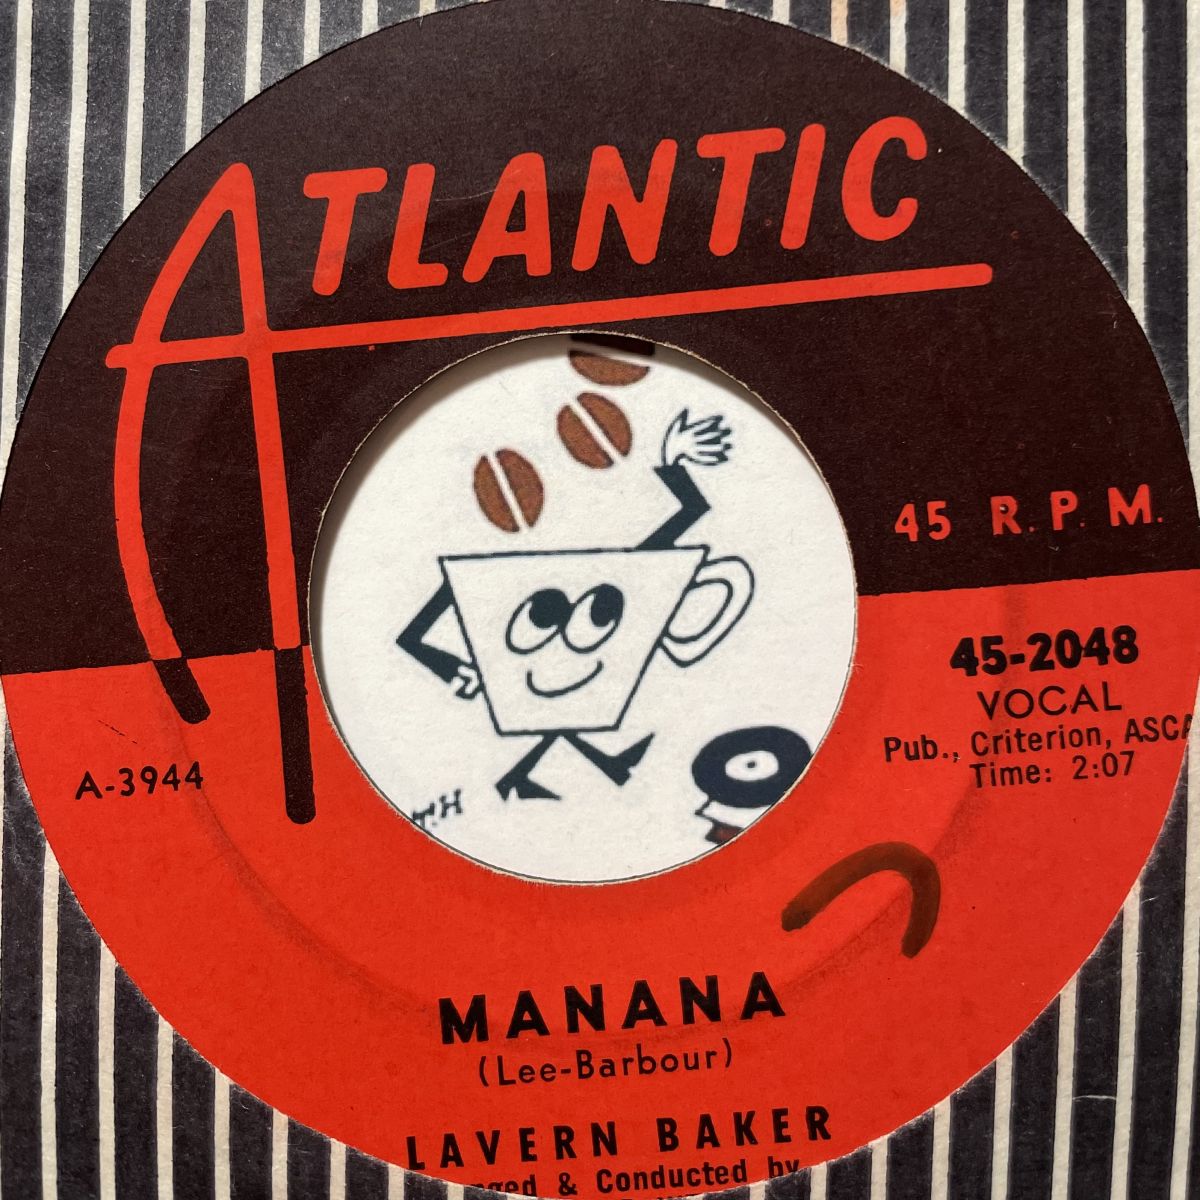 ATLANTIC
45 R.P.M.
45-2048
VOCAL
Pub., Criterion, ASCA
Time: 2:07
A-3944
MANANA
(Lee-Barbour)
LAVERN BAKER
& Conducted by